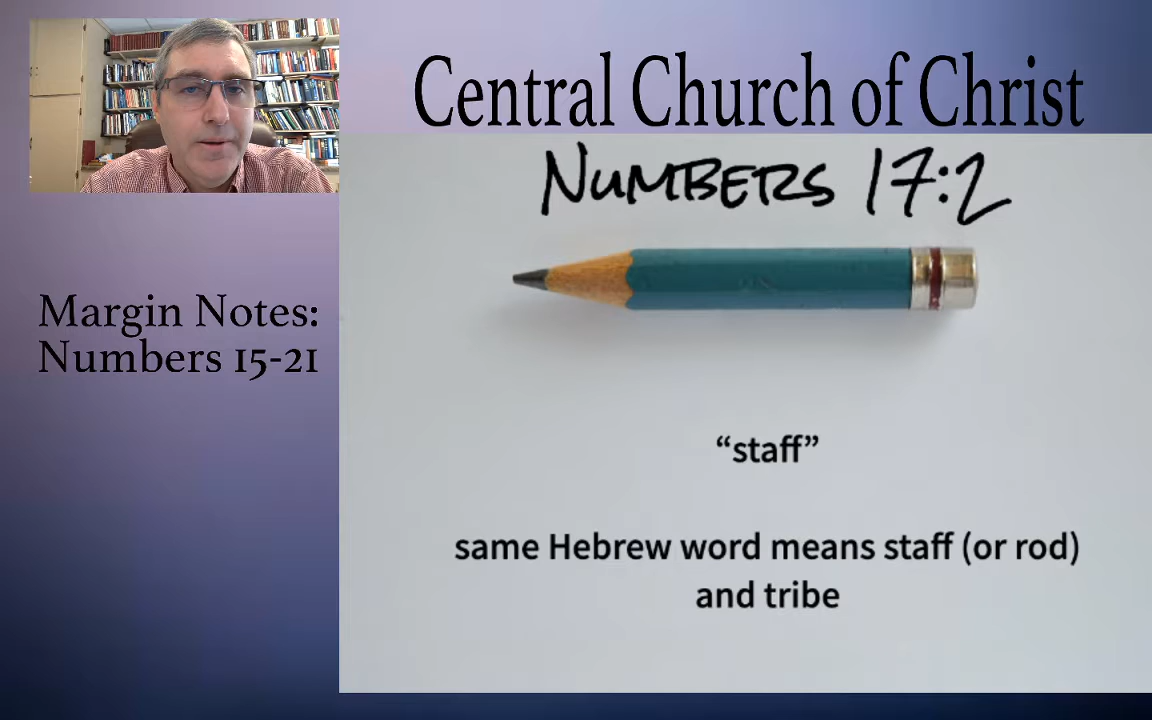 Central Church of Christ
Numbers 17:2
Margin Notes:
Numbers 15-21
“staff”
same Hebrew word means staff (or rod)
and tribe